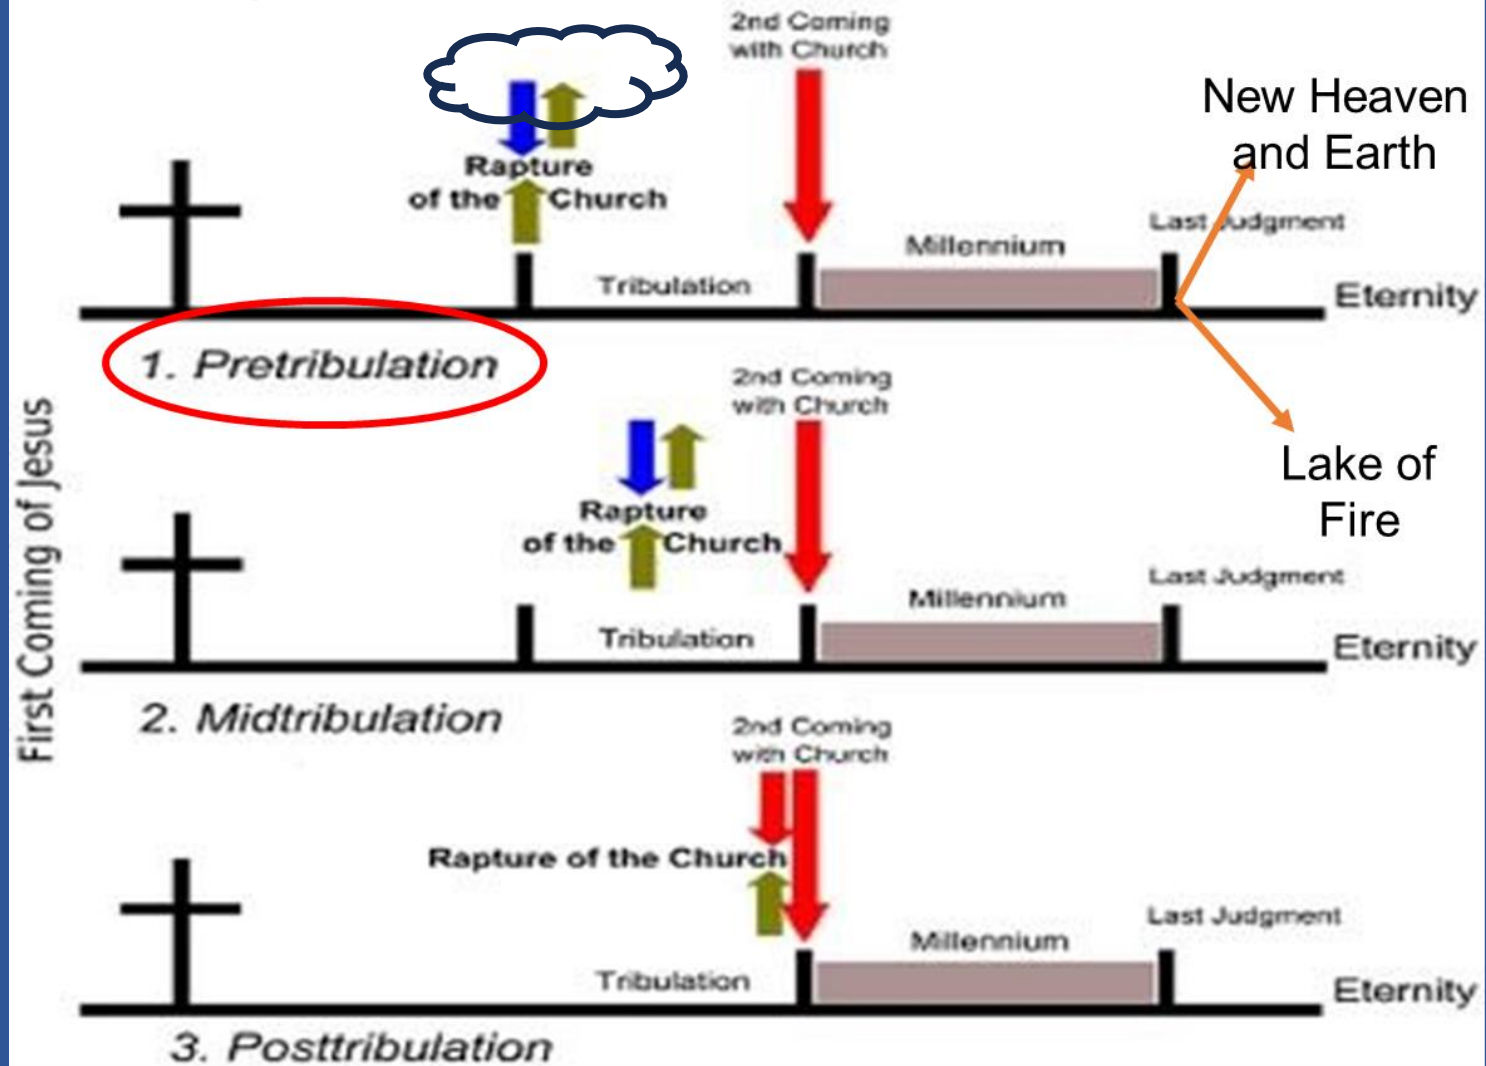 First Coming of Jesus
2nd Coming
with Church
Rapture
of the Church
New Heaven
and Earth
Last Judgment
Millennium
Tribulation
Eternity
1. Pretribulation
Lake of
Fire
2nd Coming
with Church
Rapture
of the Church
Last Judgment
Millennium
Tribulation
Eternity
2. Midtribulation
2nd Coming
with Church
Rapture of the Church
Last Judgment
Millennium
Tribulation
Eternity
3. Posttribulation